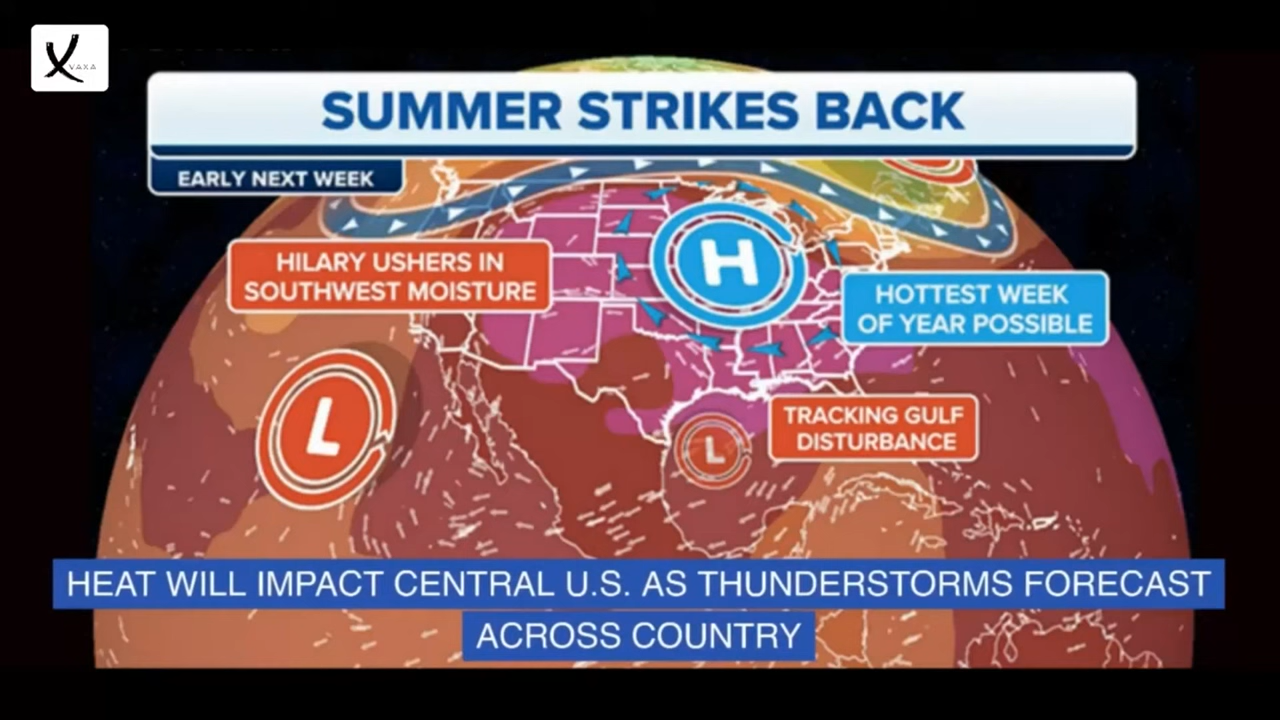 VAXA
SUMMER STRIKES BACK
EARLY NEXT WEEK
HILARY USHERS IN
SOUTHWEST MOISTURE
H
HOTTEST WEEK
OF YEAR POSSIBLE
L
TRACKING GULF
DISTURBANCE
L
HEAT WILL IMPACT CENTRAL U.S. AS THUNDERSTORMS FORECAST
ACROSS COUNTRY